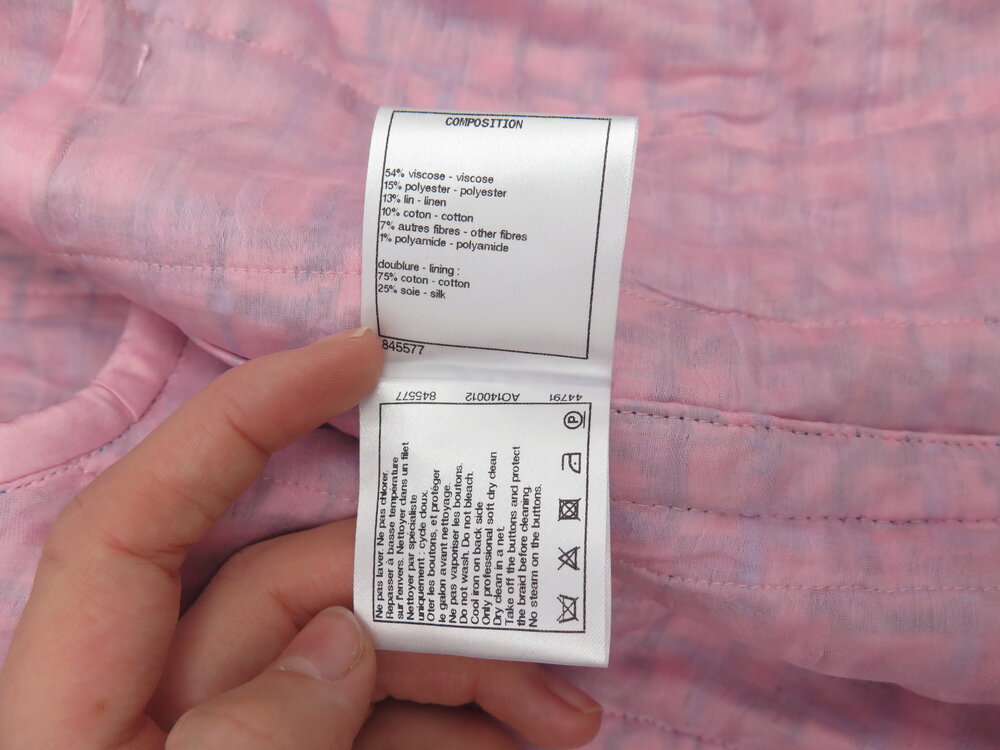 COMPOSITION
54% viscose - viscose
15% polyester - polyester
13% lin - linen
10% coton - cotton
7% autres fibres - other fibres
1% polyamide - polyamide
doublure - lining :
75% coton - cotton
25% soie - silk
845577
44791 AO140012 845577
Ne pas laver. Ne pas chlorer.
Repasser à basse température
sur l'envers. Nettoyer dans un filet
Nettoyer par spécialiste
uniquement : cycle doux.
Oter les boutons, et protéger
le galon avant nettoyage.
Ne pas vaporiser les boutons.
Do not wash. Do not bleach.
Cool iron on back side
Only professional soft dry clean
Dry clean in a net.
Take off the buttons and protect
the braid before cleaning.
No steam on the buttons.
P